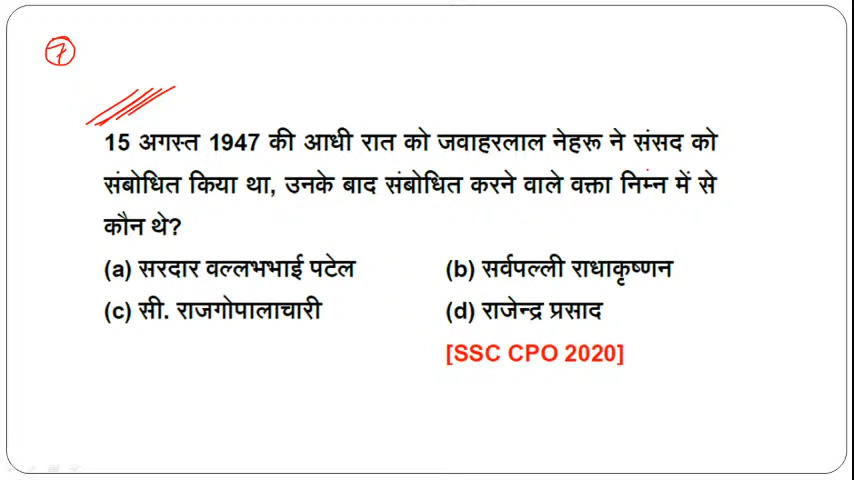 7
15 अगस्त 1947 की आधी रात को जवाहरलाल नेहरू ने संसद को
संबोधित किया था, उनके बाद संबोधित करने वाले वक्ता निम्न में से
कौन थे?
(a) सरदार वल्लभभाई पटेल (b) सर्वपल्ली राधाकृष्णन
(c) सी. राजगोपालाचारी (d) राजेन्द्र प्रसाद
[SSC CPO 2020]